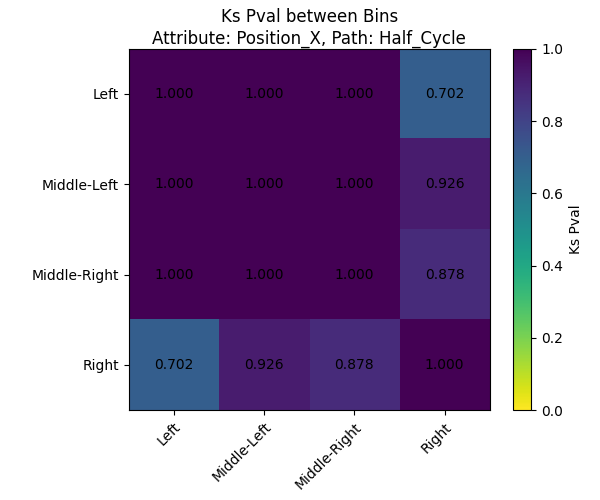 Ks Pval between Bins
Attribute: Position_X, Path: Half_Cycle
Left 1.000 1.000 1.000 0.702
Middle-Left 1.000 1.000 1.000 0.926
Middle-Right 1.000 1.000 1.000 0.878
Right 0.702 0.926 0.878 1.000
Left Middle-Left Middle-Right Right
1.0
0.8
0.6
0.4
0.2
0.0
Ks Pval